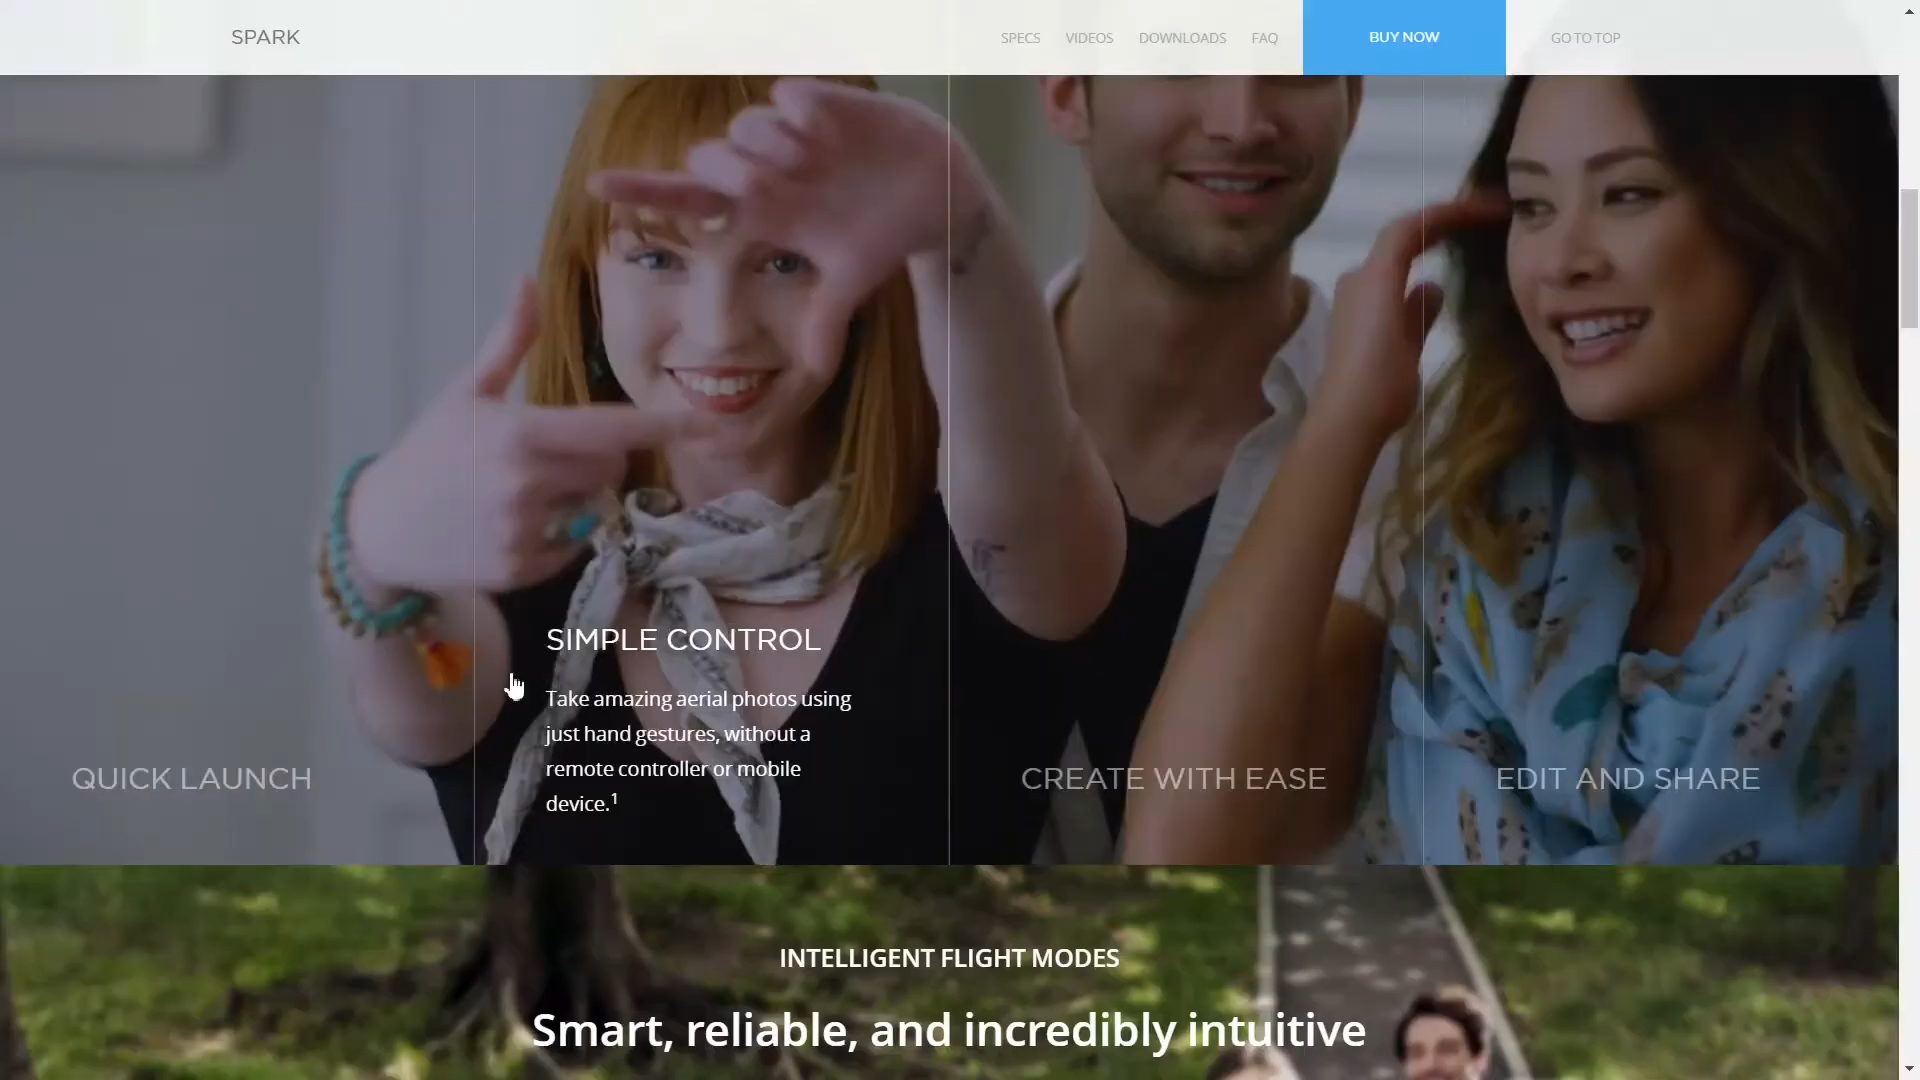 SPARK
SPECS
VIDEOS
DOWNLOADS
FAQ
BUY NOW
GO TO TOP
SIMPLE CONTROL
Take amazing aerial photos using
just hand gestures, without a
remote controller or mobile
device.¹
QUICK LAUNCH
CREATE WITH EASE
EDIT AND SHARE
INTELLIGENT FLIGHT MODES
Smart, reliable, and incredibly intuitive